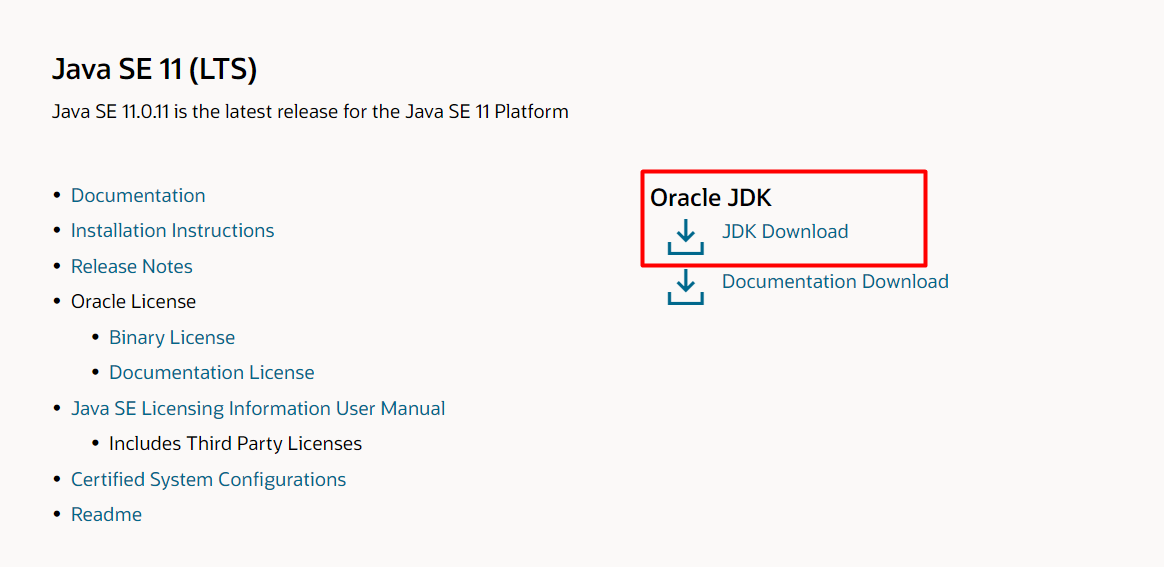 Java SE 11 (LTS)
Java SE 11.0.11 is the latest release for the Java SE 11 Platform
• Documentation
• Installation Instructions
• Release Notes
• Oracle License
• Binary License
• Documentation License
• Java SE Licensing Information User Manual
• Includes Third Party Licenses
• Certified System Configurations
• Readme
Oracle JDK
JDK Download
Documentation Download